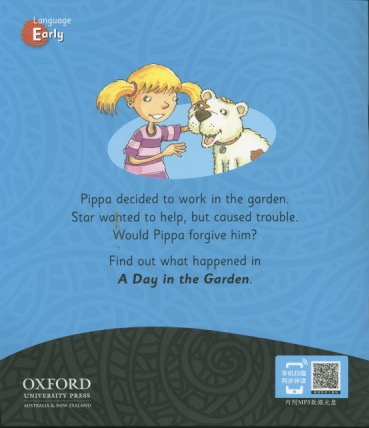 Language
Early
Pippa decided to work in the garden.
Star wanted to help, but caused trouble.
Would Pippa forgive him?
Find out what happened in
A Day in the Garden.
OXFORD
UNIVERSITY PRESS
AUSTRALIA & NEW ZEALAND
手机扫描
同步伴读
内附MP3数据光盘